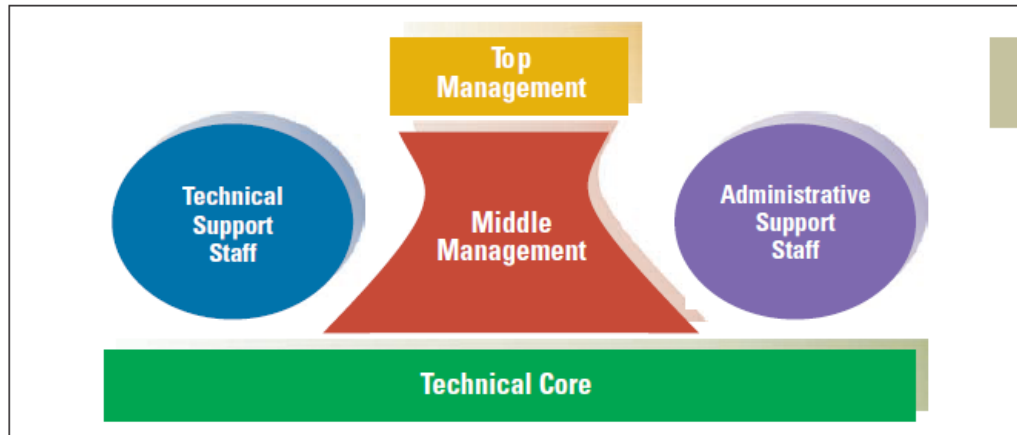 Top
Management
Technical
Support
Staff
Middle
Management
Administrative
Support
Staff
Technical Core